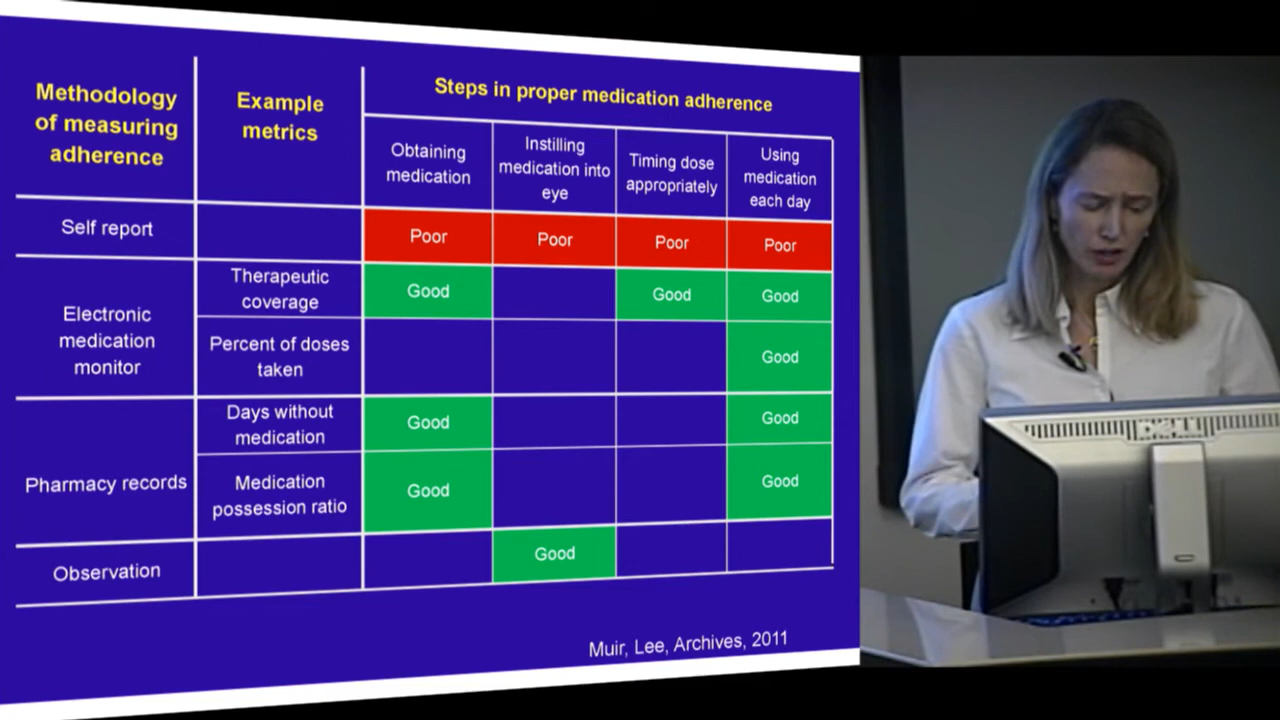 Methodology
of measuring
adherence
Example
metrics
Steps in proper medication adherence
Obtaining
medication
Instilling
medication into
eye
Timing dose
appropriately
Using
medication
each day
Self report
Poor
Poor
Poor
Poor
Electronic
medication
monitor
Therapeutic
coverage
Good
Good
Good
Percent of doses
taken
Good
Pharmacy records
Days without
medication
Good
Good
Medication
possession ratio
Good
Good
Observation
Good
Muir, Lee, Archives, 2011
DELL